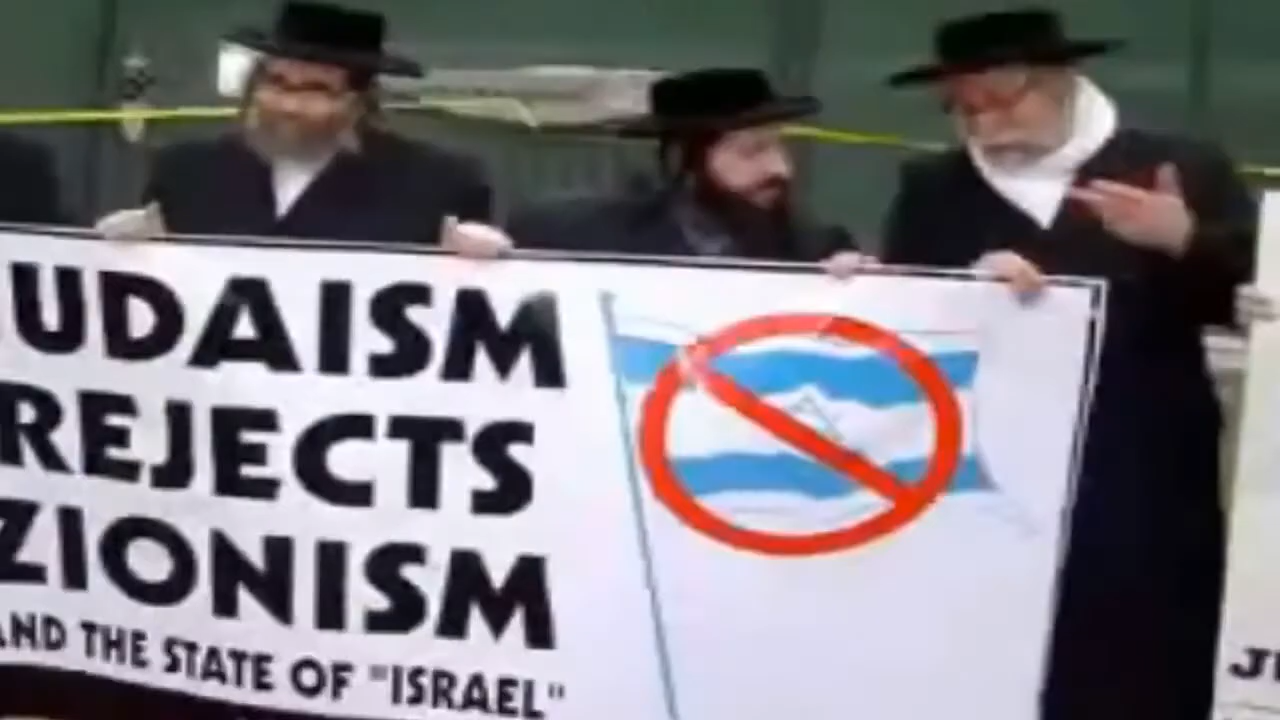 UDAISM
REJECTS
ZIONISM
AND THE STATE OF "ISRAEL"